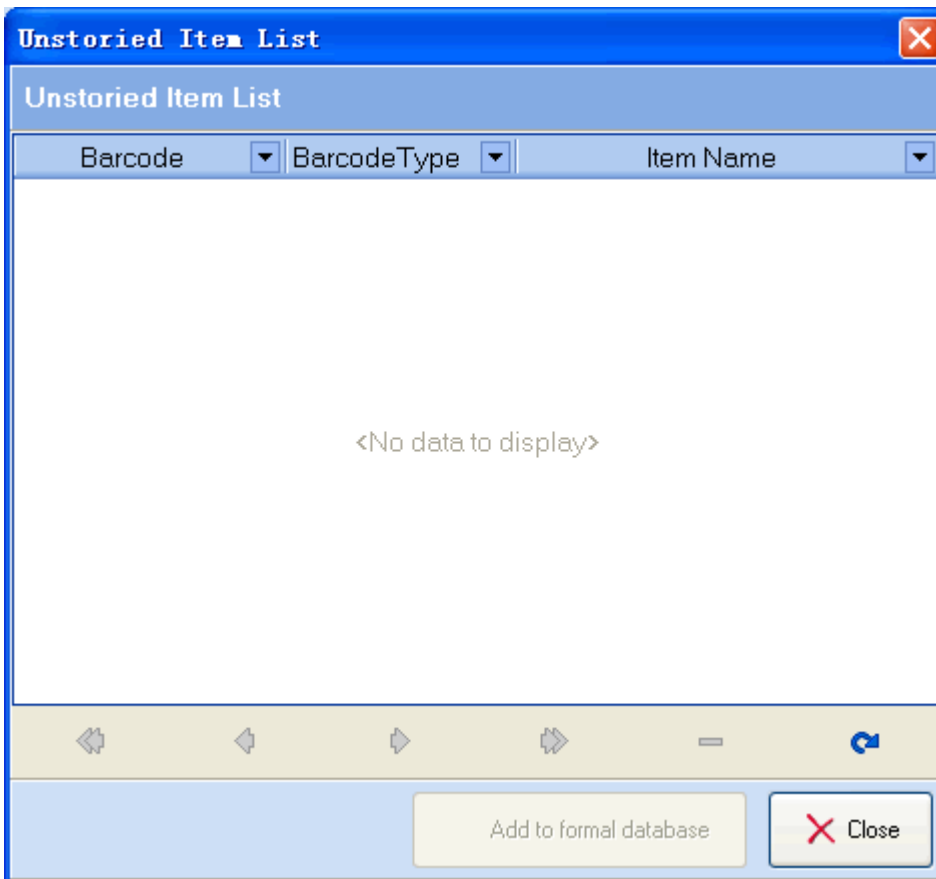 Unstoried Item List
Unstoried Item List
Barcode BarcodeType Item Name
<No data to display>
Add to formal database Close